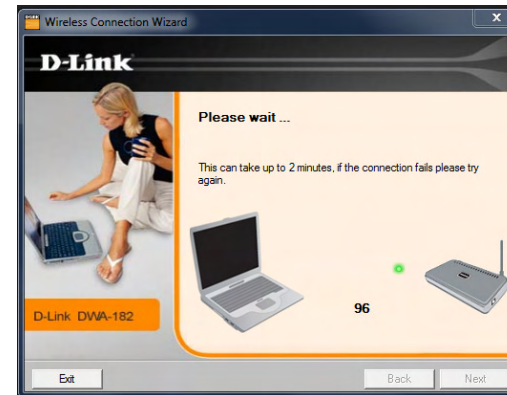 Wireless Connection Wizard
D-Link
Please wait ...
This can take up to 2 minutes, if the connection fails please try
again.
96
D-Link DWA-182
Exit
Back
Next